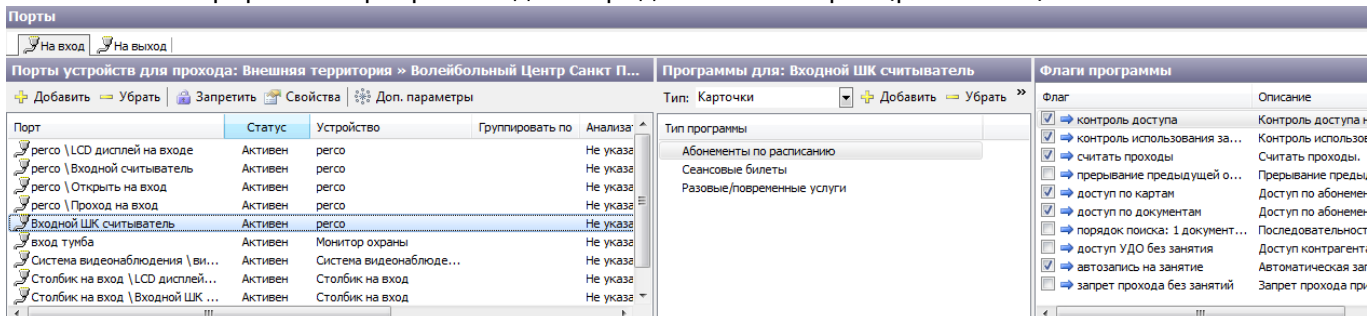 Порты
На вход На выход
Порты устройств для прохода: Внешняя территория » Волейбольный Центр Санкт П...
Добавить Убрать Запретить Свойства Доп. параметры
Порт Статус Устройство Группировать по Анализа
perco \LCD дисплей на входе Активен perco Не указа
perco \Входной считыватель Активен perco Не указа
perco \Открыть на вход Активен perco Не указа
perco \Проход на вход Активен perco Не указа
Входной ШК считыватель Активен perco Не указа
вход тумба Активен Монитор охраны Не указа
Система видеонаблюдения \ви... Активен Система видеонаблюде... Не указа
Столбик на вход \LCD дисплей... Активен Столбик на вход Не указа
Столбик на вход \Входной ШК ... Активен Столбик на вход Не указа
Программы для: Входной ШК считыватель
Тип: Карточки Добавить Убрать »
Тип программы
Абонементы по расписанию
Сеансовые билеты
Разовые/повременные услуги
Флаги программы
Флаг Описание
контроль доступа Контроль доступа н
контроль использования за... Контроль использов
считать проходы Считать проходы.
прерывание предыдущей о... Прерывание преды
доступ по картам Доступ по абонемен
доступ по документам Доступ по абонемен
порядок поиска: 1 документ... Последовательност
доступ УДО без занятия Доступ контрагента
автозапись на занятие Автоматическая зап
запрет прохода без занятий Запрет прохода при